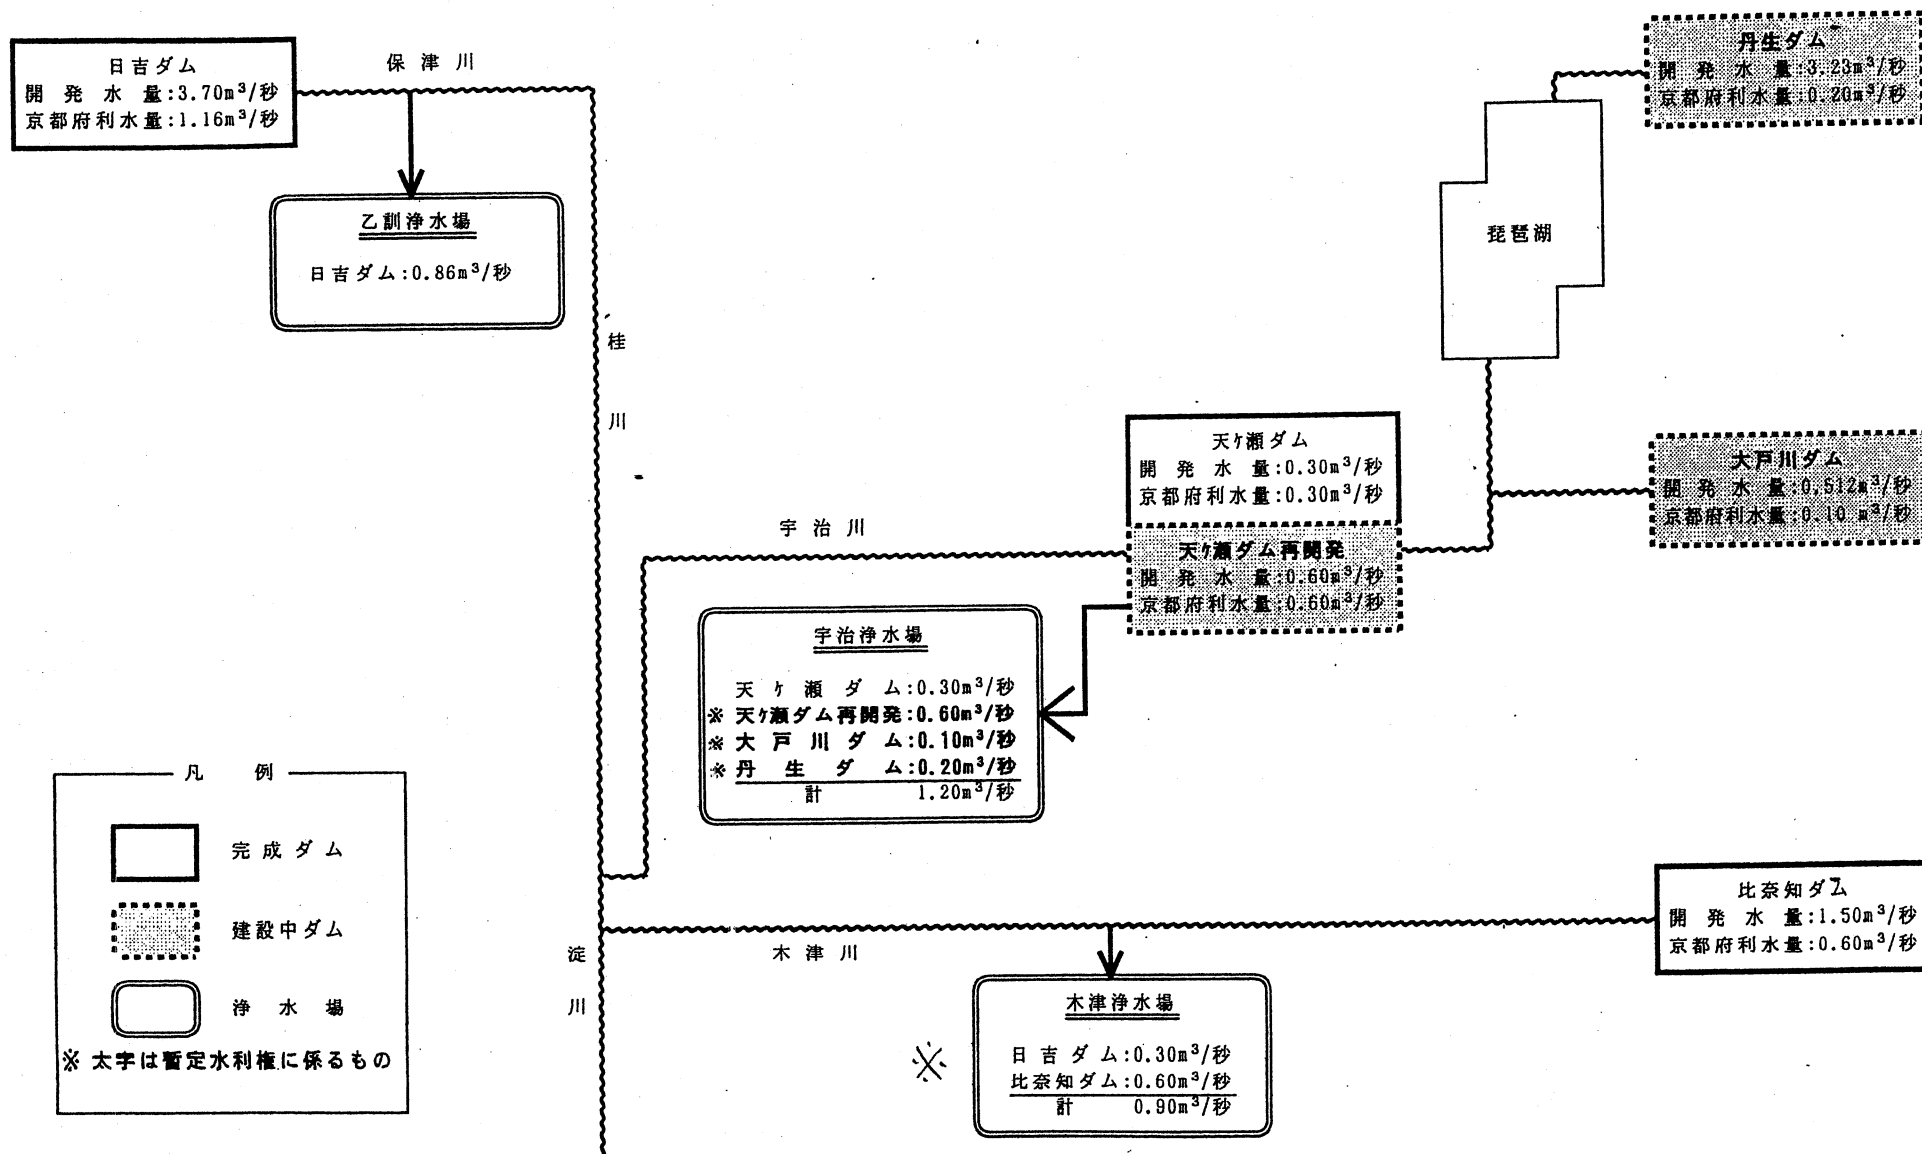 日吉ダム
開発水量:3.70m³/秒
京都府利水量:1.16m³/秒
保津川
丹生ダム
開発水量:3.23m³/秒
京都府利水量:0.20m³/秒
乙訓浄水場
日吉ダム:0.86m³/秒
琵琶湖
桂川
天ケ瀬ダム
開発水量:0.30m³/秒
京都府利水量:0.30m³/秒
大戸川ダム
開発水量:0,512m³/秒
京都府利水量:0.10 m³/秒
宇治川
天ケ瀬ダム再開発
開発水量:0.60m³/秒
京都府利水量:0.60m³/秒
宇治浄水場
天ケ瀬ダム:0.30m³/秒
※ 天ケ瀬ダム再開発:0.60m³/秒
※ 大戸川ダム:0.10m³/秒
※ 丹生ダム:0.20m³/秒
計 1.20m³/秒
凡例
完成ダム
建設中ダム
浄水場
※ 太字は暫定水利権に係るもの
比奈知ダム
開発水量:1.50m³/秒
京都府利水量:0.60m³/秒
淀川
木津川
※
木津浄水場
日吉ダム:0.30m³/秒
比奈知ダム:0.60m³/秒
計 0.90m³/秒